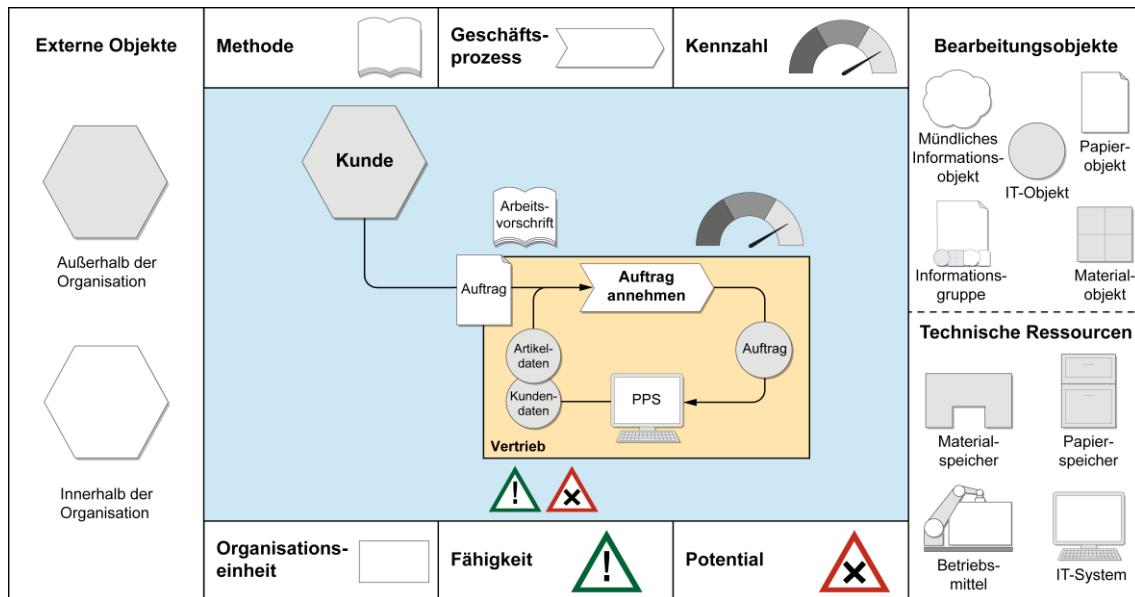 Externe Objekte
Außerhalb der
Organisation
Innerhalb der
Organisation
Methode
Geschäfts-
prozess
Kennzahl
Kunde
Arbeits-
vorschrift
Auftrag
Auftrag
annehmen
Artikel-
daten
Auftrag
Kunden-
daten
PPS
Vertrieb
!
×
Organisations-
einheit
Fähigkeit
!
Potential
×
Bearbeitungsobjekte
Mündliches
Informations-
objekt
IT-Objekt
Papier-
objekt
Informations-
gruppe
Material-
objekt
Technische Ressourcen
Material-
speicher
Papier-
speicher
Betriebs-
mittel
IT-System